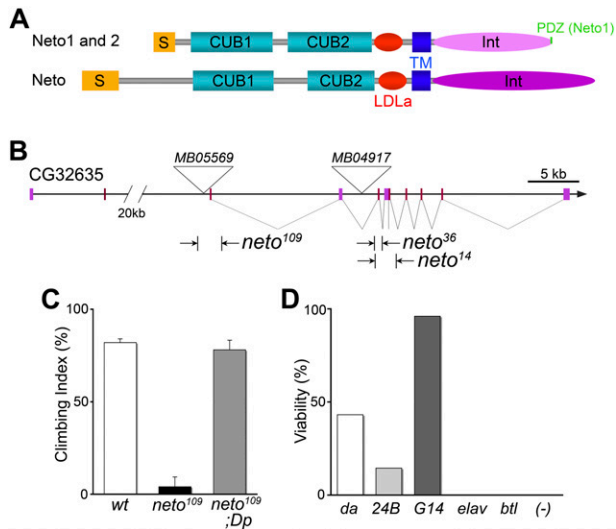 A
Neto1 and 2
S
CUB1
CUB2
Int
PDZ (Neto1)
TM
Neto
S
CUB1
CUB2
Int
LDLa
B
MB05569
MB04917
CG32635
5 kb
20kb
neto109
neto36
neto14
C
Climbing Index (%)
100
50
0
wt
neto109
neto109
;Dp
D
Viability (%)
100
50
0
da
24B
G14
elav
btl
(-)